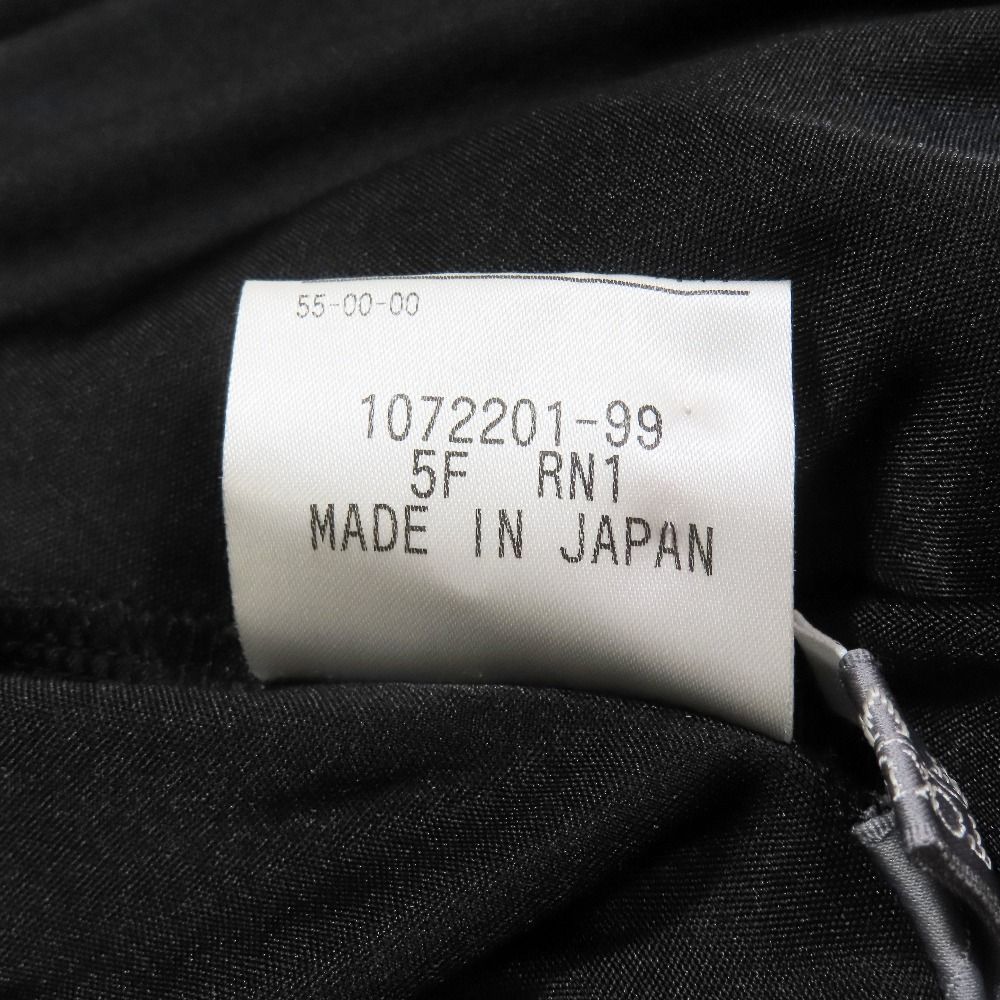 55-00-00
1072201-99
5F RN1
MADE IN JAPAN